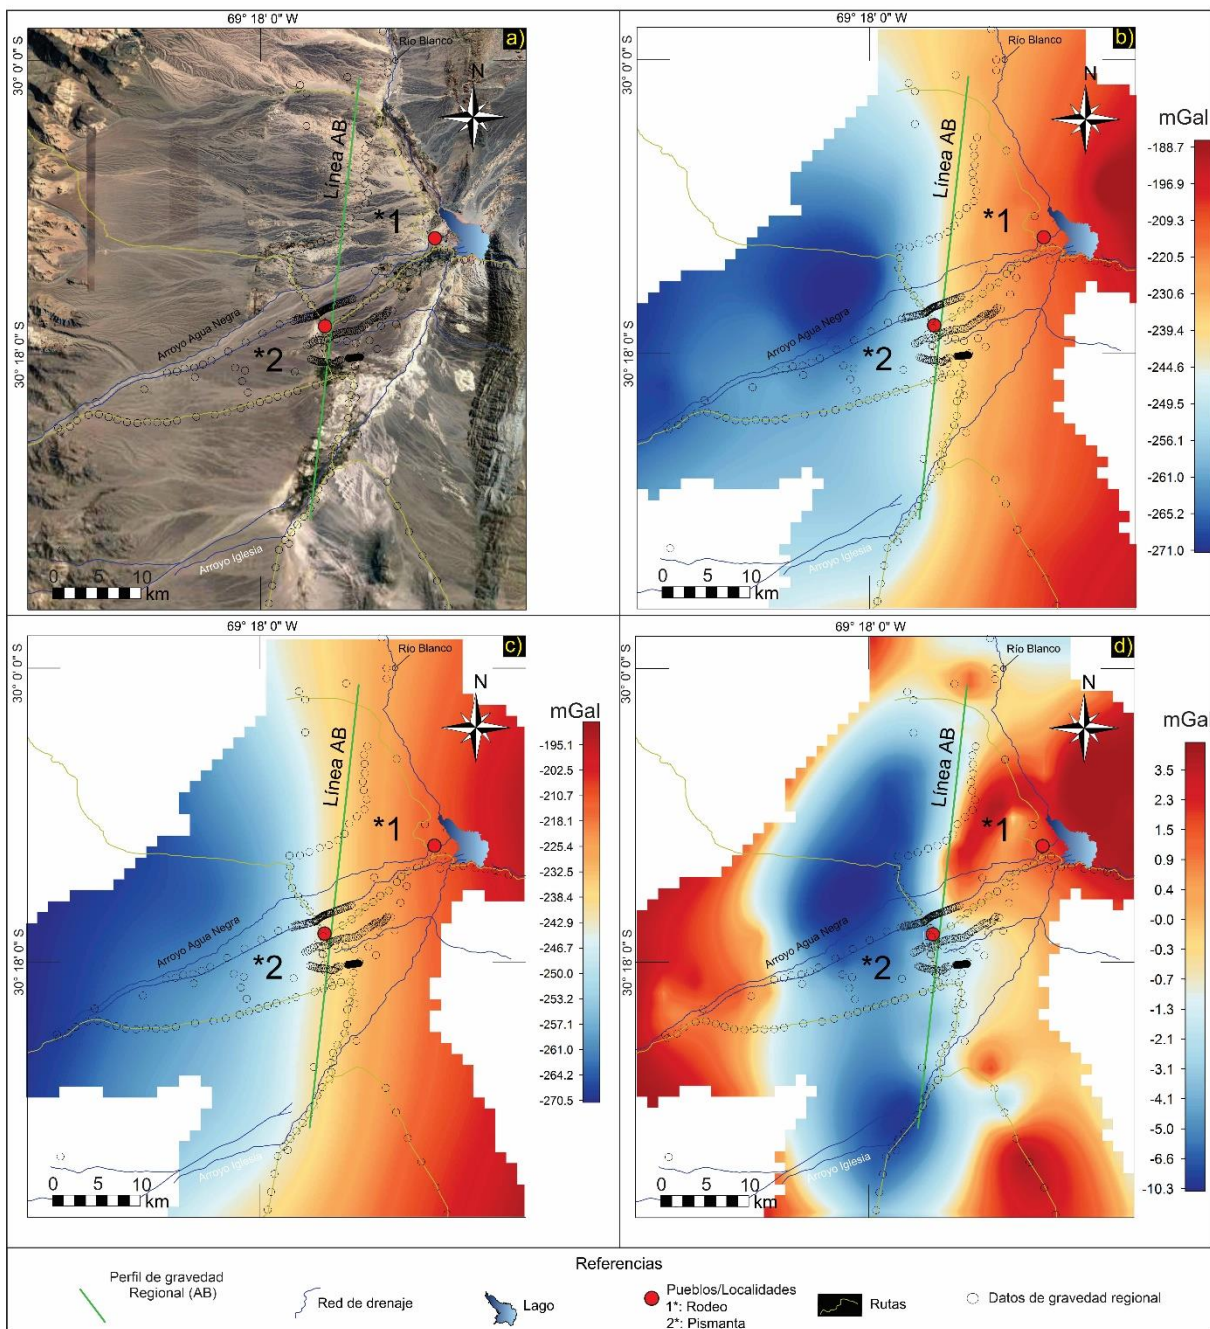 69° 18' 0'' W
a)
Río Blanco
30° 0' 0'' S
N
Línea AB
*1
Arroyo Agua Negra
*2
30° 18' 0'' S
Arroyo Iglesia
0 5 10
km
69° 18' 0'' W
b)
Río Blanco
30° 0' 0'' S
N
Línea AB
*1
Arroyo Agua Negra
*2
30° 18' 0'' S
Arroyo Iglesia
0 5 10
km
mGal
-188.7
-196.9
-209.3
-220.5
-230.6
-239.4
-244.6
-249.5
-256.1
-261.0
-265.2
-271.0
69° 18' 0'' W
c)
Río Blanco
30° 0' 0'' S
N
Línea AB
*1
Arroyo Agua Negra
*2
30° 18' 0'' S
Arroyo Iglesia
0 5 10
km
mGal
-195.1
-202.5
-210.7
-217.9
-225.4
-232.5
-238.4
-242.9
-246.7
-250.0
-253.2
-257.1
-261.0
-264.2
-270.5
69° 18' 0'' W
d)
Río Blanco
30° 0' 0'' S
N
Línea AB
*1
Arroyo Agua Negra
*2
30° 18' 0'' S
Arroyo Iglesia
0 5 10
km
mGal
3.5
2.3
1.5
0.9
0.4
-0.0
-0.3
-0.7
-1.3
-2.1
-3.1
-4.1
-5.0
-6.6
-10.3
Referencias
Perfil de gravedad
Regional (AB)
Red de drenaje
Lago
Pueblos/Localidades
1*: Rodeo
2*: Pismanta
Rutas
Datos de gravedad regional